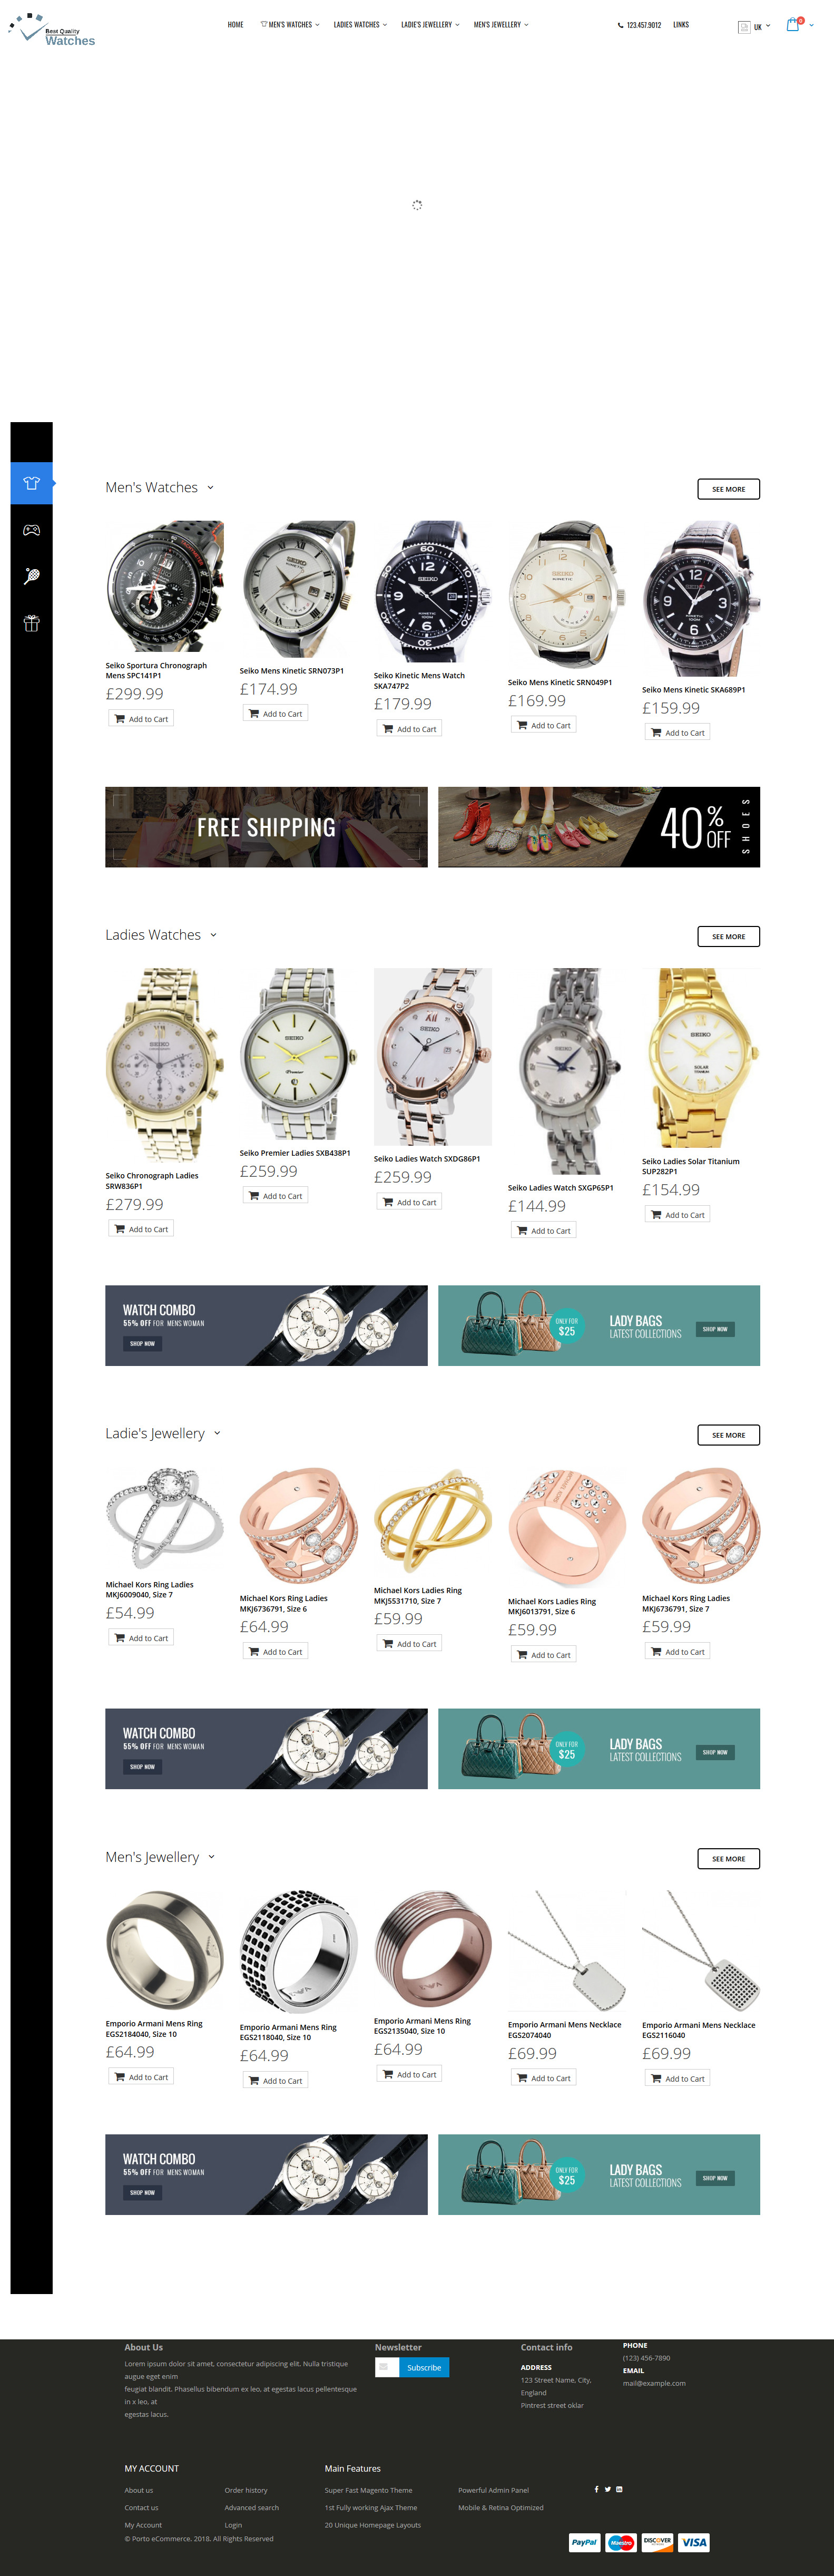 Best Quality
Watches
HOME
MEN'S WATCHES
LADIES WATCHES
LADIE'S JEWELLERY
MEN'S JEWELLERY
123.457.9012
LINKS
UK
0
Men's Watches
SEE MORE
Seiko Sportura Chronograph
Mens SPC141P1
£299.99
Add to Cart
Seiko Mens Kinetic SRN073P1
£174.99
Add to Cart
Seiko Kinetic Mens Watch
SKA747P2
£179.99
Add to Cart
Seiko Mens Kinetic SRN049P1
£169.99
Add to Cart
Seiko Mens Kinetic SKA689P1
£159.99
Add to Cart
FREE SHIPPING
40% OFF
SHOES
Ladies Watches
SEE MORE
Seiko Chronograph Ladies
SRW836P1
£279.99
Add to Cart
Seiko Premier Ladies SXB438P1
£259.99
Add to Cart
Seiko Ladies Watch SXDG86P1
£259.99
Add to Cart
Seiko Ladies Watch SXGP65P1
£144.99
Add to Cart
Seiko Ladies Solar Titanium
SUP282P1
£154.99
Add to Cart
WATCH COMBO
55% OFF FOR MENS WOMAN
SHOP NOW
ONLY FOR
$25
LADY BAGS
LATEST COLLECTIONS
SHOP NOW
Ladie's Jewellery
SEE MORE
Michael Kors Ring Ladies
MKJ6009040, Size 7
£54.99
Add to Cart
Michael Kors Ring Ladies
MKJ6736791, Size 6
£64.99
Add to Cart
Michael Kors Ladies Ring
MKJ5531710, Size 7
£59.99
Add to Cart
Michael Kors Ladies Ring
MKJ6013791, Size 6
£59.99
Add to Cart
Michael Kors Ring Ladies
MKJ6736791, Size 7
£59.99
Add to Cart
WATCH COMBO
55% OFF FOR MENS WOMAN
SHOP NOW
ONLY FOR
$25
LADY BAGS
LATEST COLLECTIONS
SHOP NOW
Men's Jewellery
SEE MORE
Emporio Armani Mens Ring
EGS2184040, Size 10
£64.99
Add to Cart
Emporio Armani Mens Ring
EGS2118040, Size 10
£64.99
Add to Cart
Emporio Armani Mens Ring
EGS2135040, Size 10
£64.99
Add to Cart
Emporio Armani Mens Necklace
EGS2074040
£69.99
Add to Cart
Emporio Armani Mens Necklace
EGS2116040
£69.99
Add to Cart
WATCH COMBO
55% OFF FOR MENS WOMAN
SHOP NOW
ONLY FOR
$25
LADY BAGS
LATEST COLLECTIONS
SHOP NOW
About Us
Lorem ipsum dolor sit amet, consectetur adipiscing elit. Nulla tristique
augue eget enim
feugiat blandit. Phasellus bibendum ex leo, at egestas lacus pellentesque
in x leo, at
egestas lacus.
Newsletter
Subscribe
Contact info
ADDRESS
123 Street Name, City,
England
Pintrest street oklar
PHONE
(123) 456-7890
EMAIL
mail@example.com
MY ACCOUNT
About us
Order history
Contact us
Advanced search
My Account
Login
Main Features
Super Fast Magento Theme
Powerful Admin Panel
1st Fully working Ajax Theme
Mobile & Retina Optimized
20 Unique Homepage Layouts
© Porto eCommerce. 2018. All Rights Reserved
PayPal
Maestro
DISCOVER
VISA